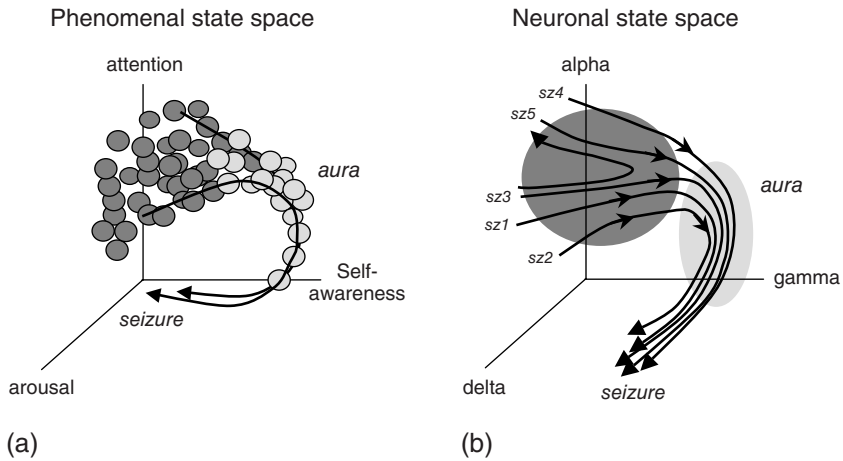 Phenomenal state space
attention
aura
Self-
awareness
seizure
arousal
(a)
Neuronal state space
alpha
sz4
sz5
aura
sz3
sz1
sz2
gamma
delta
seizure
(b)